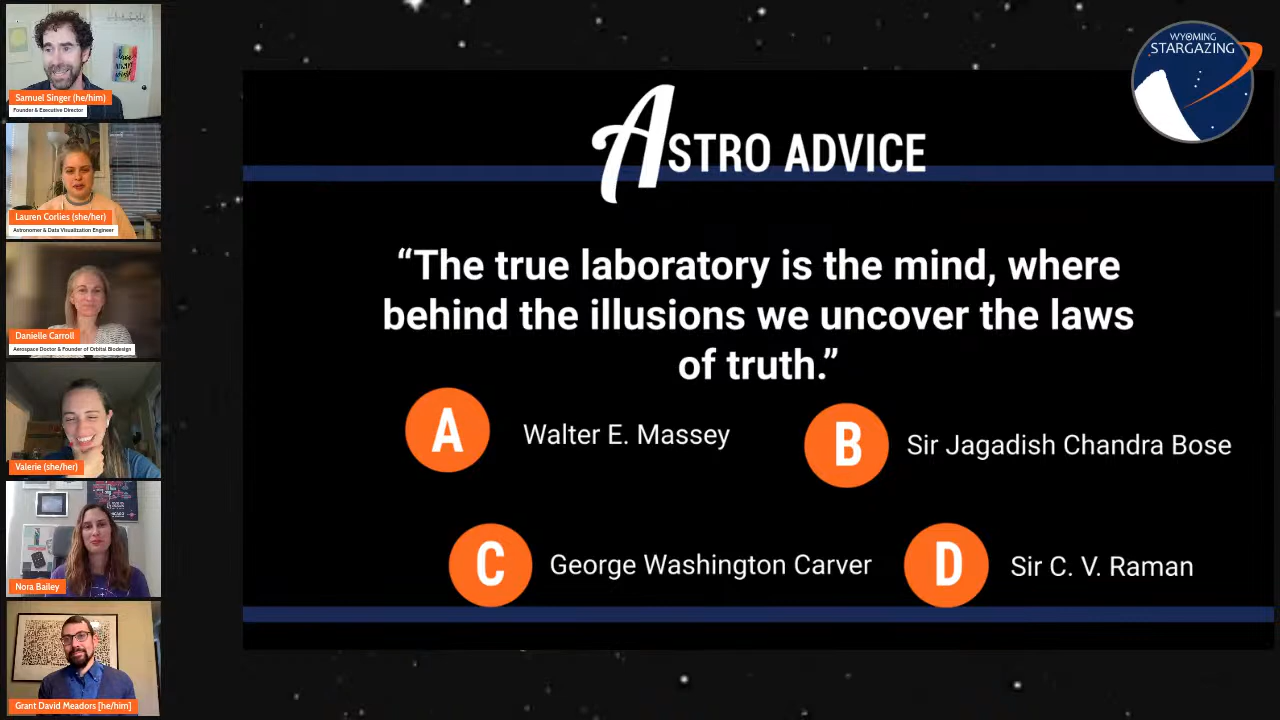 Samuel Singer (he/him)
Founder & Executive Director
Lauren Corlies (she/her)
Astronomer & Data Visualization Engineer
Danielle Carroll
Aerospace Doctor & Founder of Orbital Biodesign
Valerie (she/her)
Nora Bailey
Grant David Meadors [he/him]
WYOMING
STARGAZING
ASTRO ADVICE
“The true laboratory is the mind, where
behind the illusions we uncover the laws
of truth.”
A Walter E. Massey
B Sir Jagadish Chandra Bose
C George Washington Carver
D Sir C. V. Raman